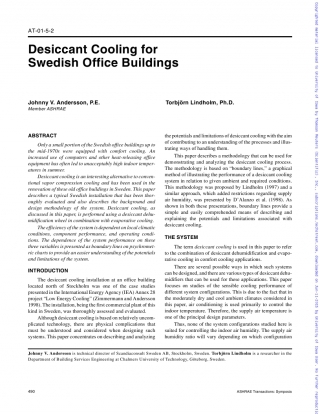 AT-01-5-2
Desiccant Cooling for
Swedish Office Buildings
Johnny V. Andersson, P.E.
Member ASHRAE
Torbjörn Lindholm, Ph.D.
ABSTRACT
Only a small portion of the Swedish office buildings up to
the mid-1970s were equipped with comfort cooling. An
increased use of computers and other heat-releasing office
equipment has often led to unacceptably high indoor temper-
atures in summer.
Desiccant cooling is an interesting alternative to conven-
tional vapor compression cooling and has been used in the
renovation of these old office buildings in Sweden. This paper
describes a typical Swedish installation that has been thor-
oughly evaluated and also describes the background and
design methodology of the system. Desiccant cooling, as
discussed in this paper, is performed using a desiccant dehu-
midification wheel in combination with evaporative cooling.
The efficiency of the system is dependent on local climatic
conditions, component performance, and operating condi-
tions. The dependence of the system performance on these
three variables is presented as boundary lines on psychromet-
ric charts to provide an easier understanding of the potentials
and limitations of the system.
INTRODUCTION
The desiccant cooling installation at an office building
located north of Stockholm was one of the case studies
presented in the International Energy Agency (IEA) Annex 28
project "Low Energy Cooling" (Zimmermann and Andersson
1998). The installation, being the first commercial plant of this
kind in Sweden, was thoroughly assessed and evaluated.
Although desiccant cooling is based on relatively uncom-
plicated technology, there are physical complications that
must be understood and considered when designing such
systems. This paper concentrates on describing and analyzing
the potentials and limitations of desiccant cooling with the aim
of contributing to an understanding of the processes and illus-
trating ways of handling them.
This paper describes a methodology that can be used for
demonstrating and analyzing the desiccant cooling process.
The methodology is based on "boundary lines," a graphical
method of illustrating the performance of a desiccant cooling
system in relation to given ambient and required conditions.
This methodology was proposed by Lindholm (1997) and a
similar approach, which added restrictions regarding supply
air humidity, was presented by D'Alanzo et al. (1998). As
shown in both these presentations, boundary lines provide a
simple and easily comprehended means of describing and
explaining the potentials and limitations associated with
desiccant cooling.
THE SYSTEM
The term desiccant cooling is used in this paper to refer
to the combination of desiccant dehumidification and evapo-
rative cooling in comfort cooling applications.
There are several possible ways in which such systems
can be designed, and there are various types of desiccant dehu-
midifiers that can be used for these applications. This paper
focuses on studies of the sensible cooling performance of
different system configurations. This is due to the fact that in
the moderately dry and cool ambient climates considered in
this paper, air conditioning is used primarily to control the
indoor temperature. Therefore, the supply air temperature is
one of the principal design parameters.
Thus, none of the system configurations studied here is
suited for controlling the indoor air humidity. The supply air
humidity ratio will vary depending on which configuration
Johnny V. Andersson is technical director of Scandiaconsult Sweden AB, Stockholm, Sweden. Torbjörn Lindholm is a researcher in the
Department of Building Services Engineering at Chalmers University of Technology, Göteborg, Sweden.
490
ASHRAE Transactions: Symposia